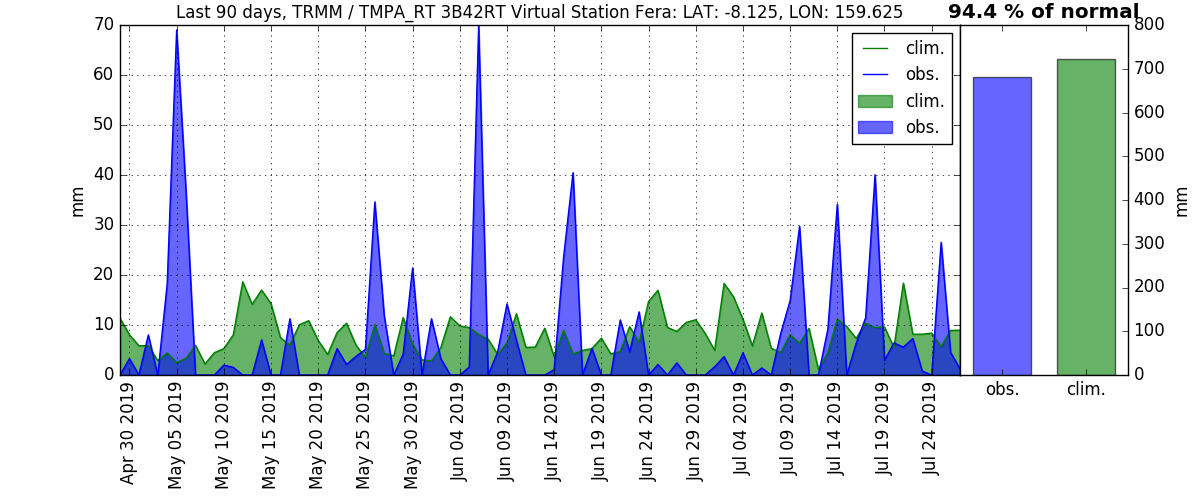 Last 90 days, TRMM / TMPA_RT 3B42RT Virtual Station Fera: LAT: -8.125, LON: 159.625
94.4 % of normal
70
60
50
40
30
20
10
0
mm
clim.
obs.
clim.
obs.
800
700
600
500
400
300
200
100
0
mm
Apr 30 2019
May 05 2019
May 10 2019
May 15 2019
May 20 2019
May 25 2019
May 30 2019
Jun 04 2019
Jun 09 2019
Jun 14 2019
Jun 19 2019
Jun 24 2019
Jun 29 2019
Jul 04 2019
Jul 09 2019
Jul 14 2019
Jul 19 2019
Jul 24 2019
obs.
clim.